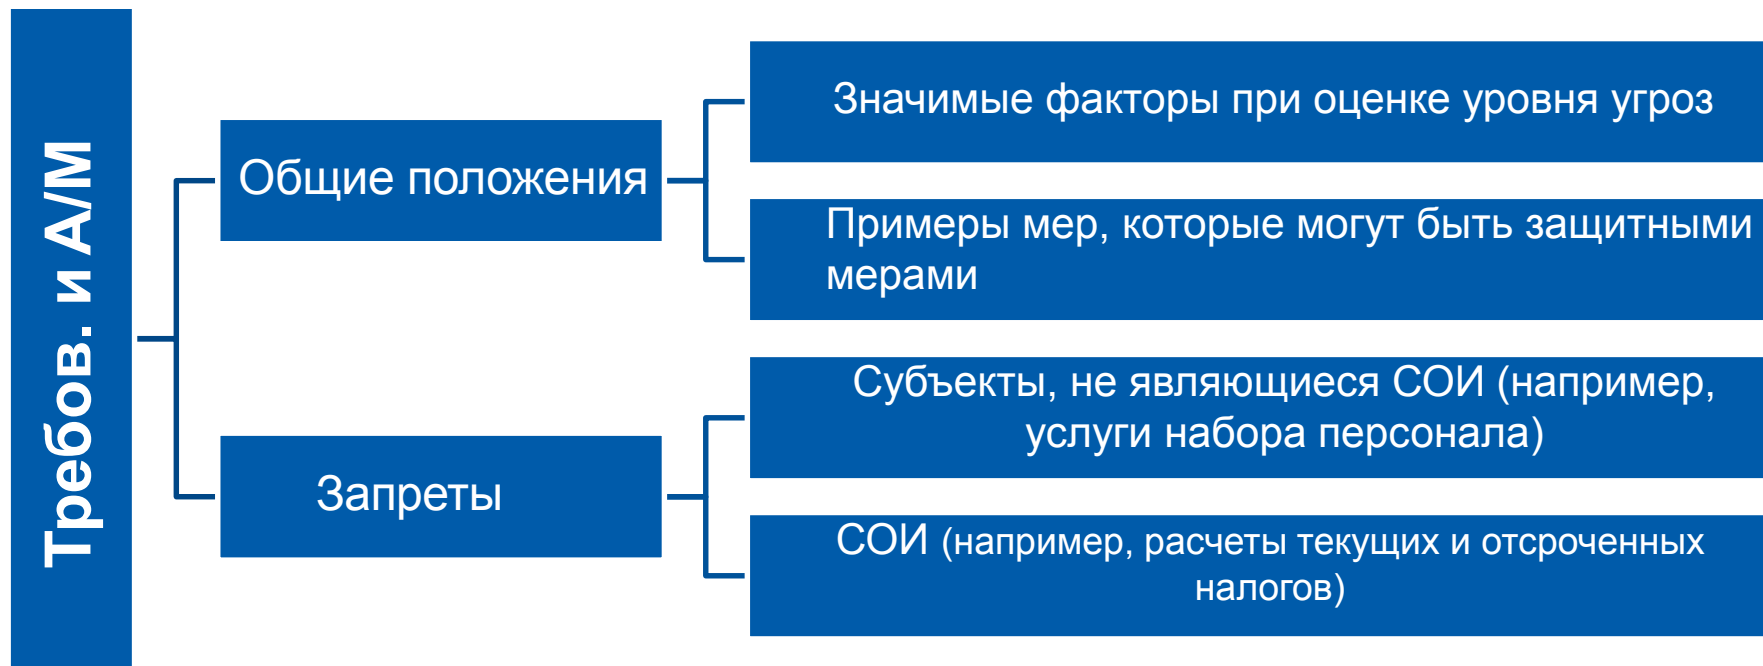 Требов. и А/М
Общие положения
Запреты
Значимые факторы при оценке уровня угроз
Примеры мер, которые могут быть защитными
мерами
Субъекты, не являющиеся СОИ (например,
услуги набора персонала)
СОИ (например, расчеты текущих и отсроченных
налогов)